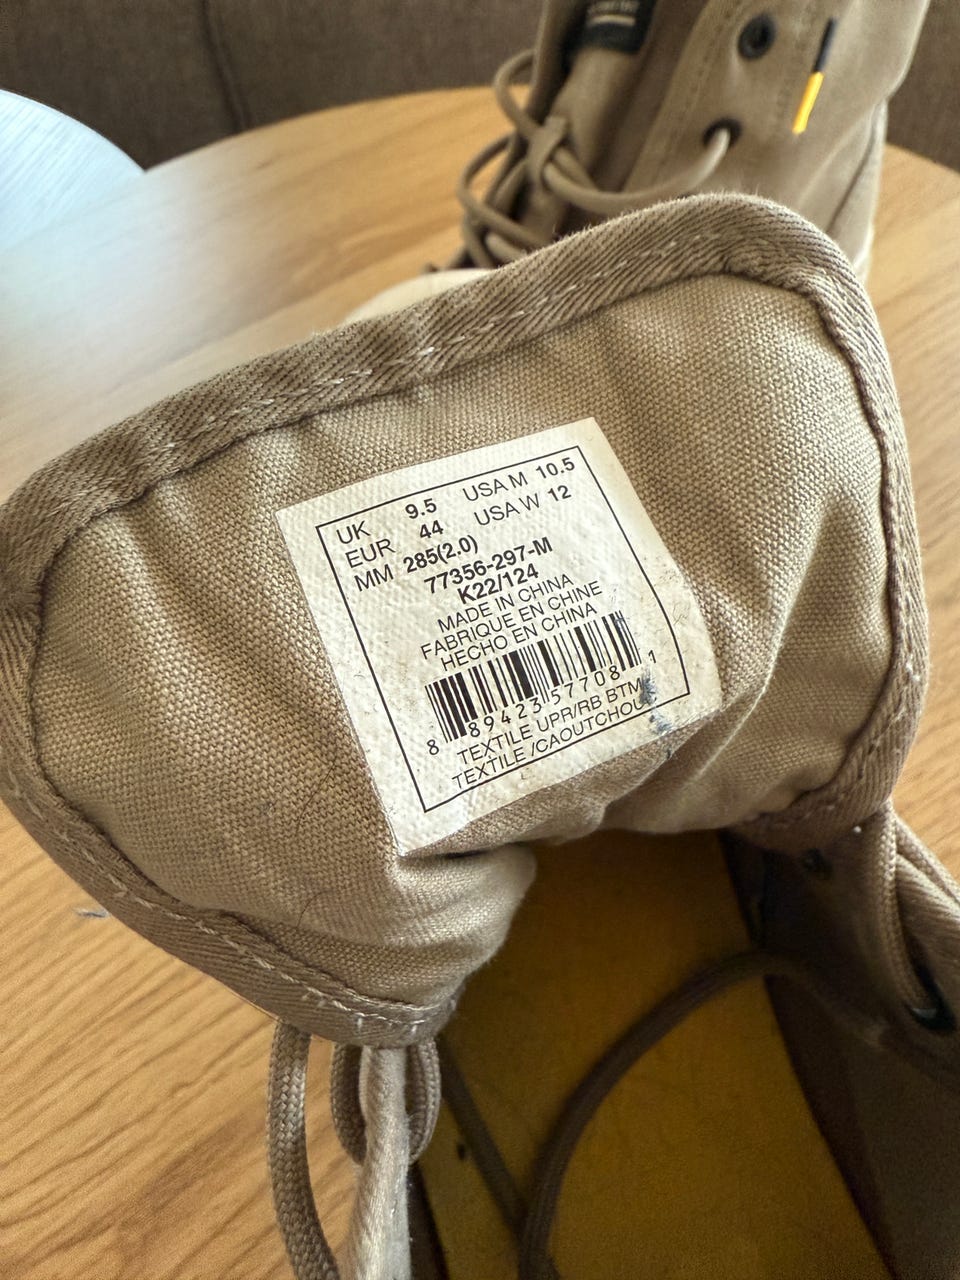 UK 9.5 USA M 10.5
EUR 44 USA W 12
MM 285(2.0)
77356-297-M
K22/124
MADE IN CHINA
FABRIQUE EN CHINE
HECHO EN CHINA
8 89423 57708 1
TEXTILE UPR/RB BTM
TEXTILE /CAOUTCHOU